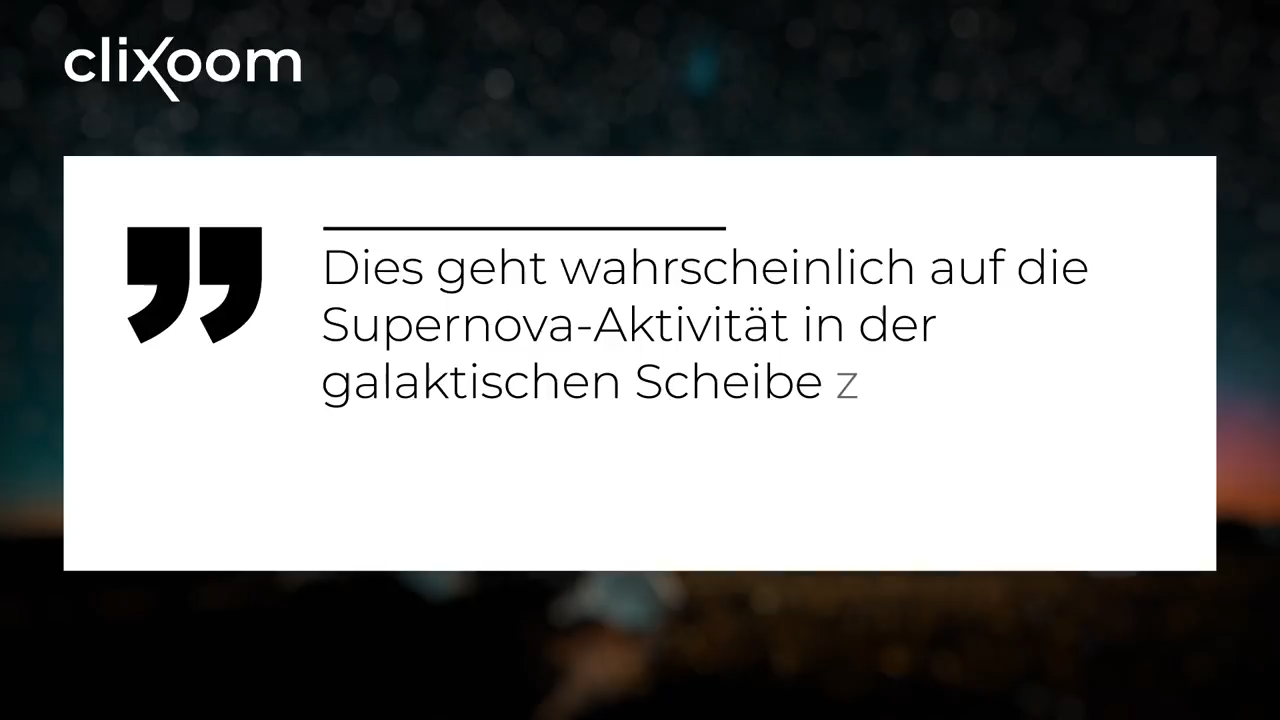 clixoom
Dies geht wahrscheinlich auf die
Supernova-Aktivität in der
galaktischen Scheibe z